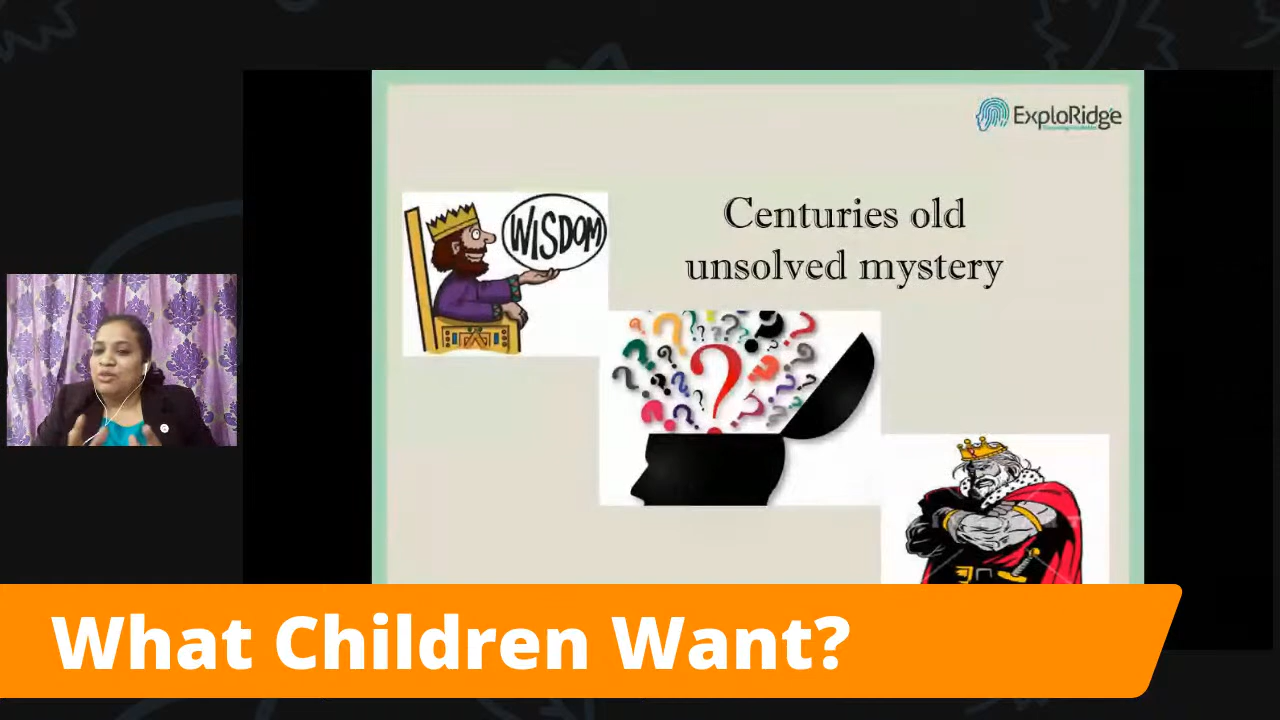 ExploRidge
WISDOM
Centuries old
unsolved mystery
What Children Want?